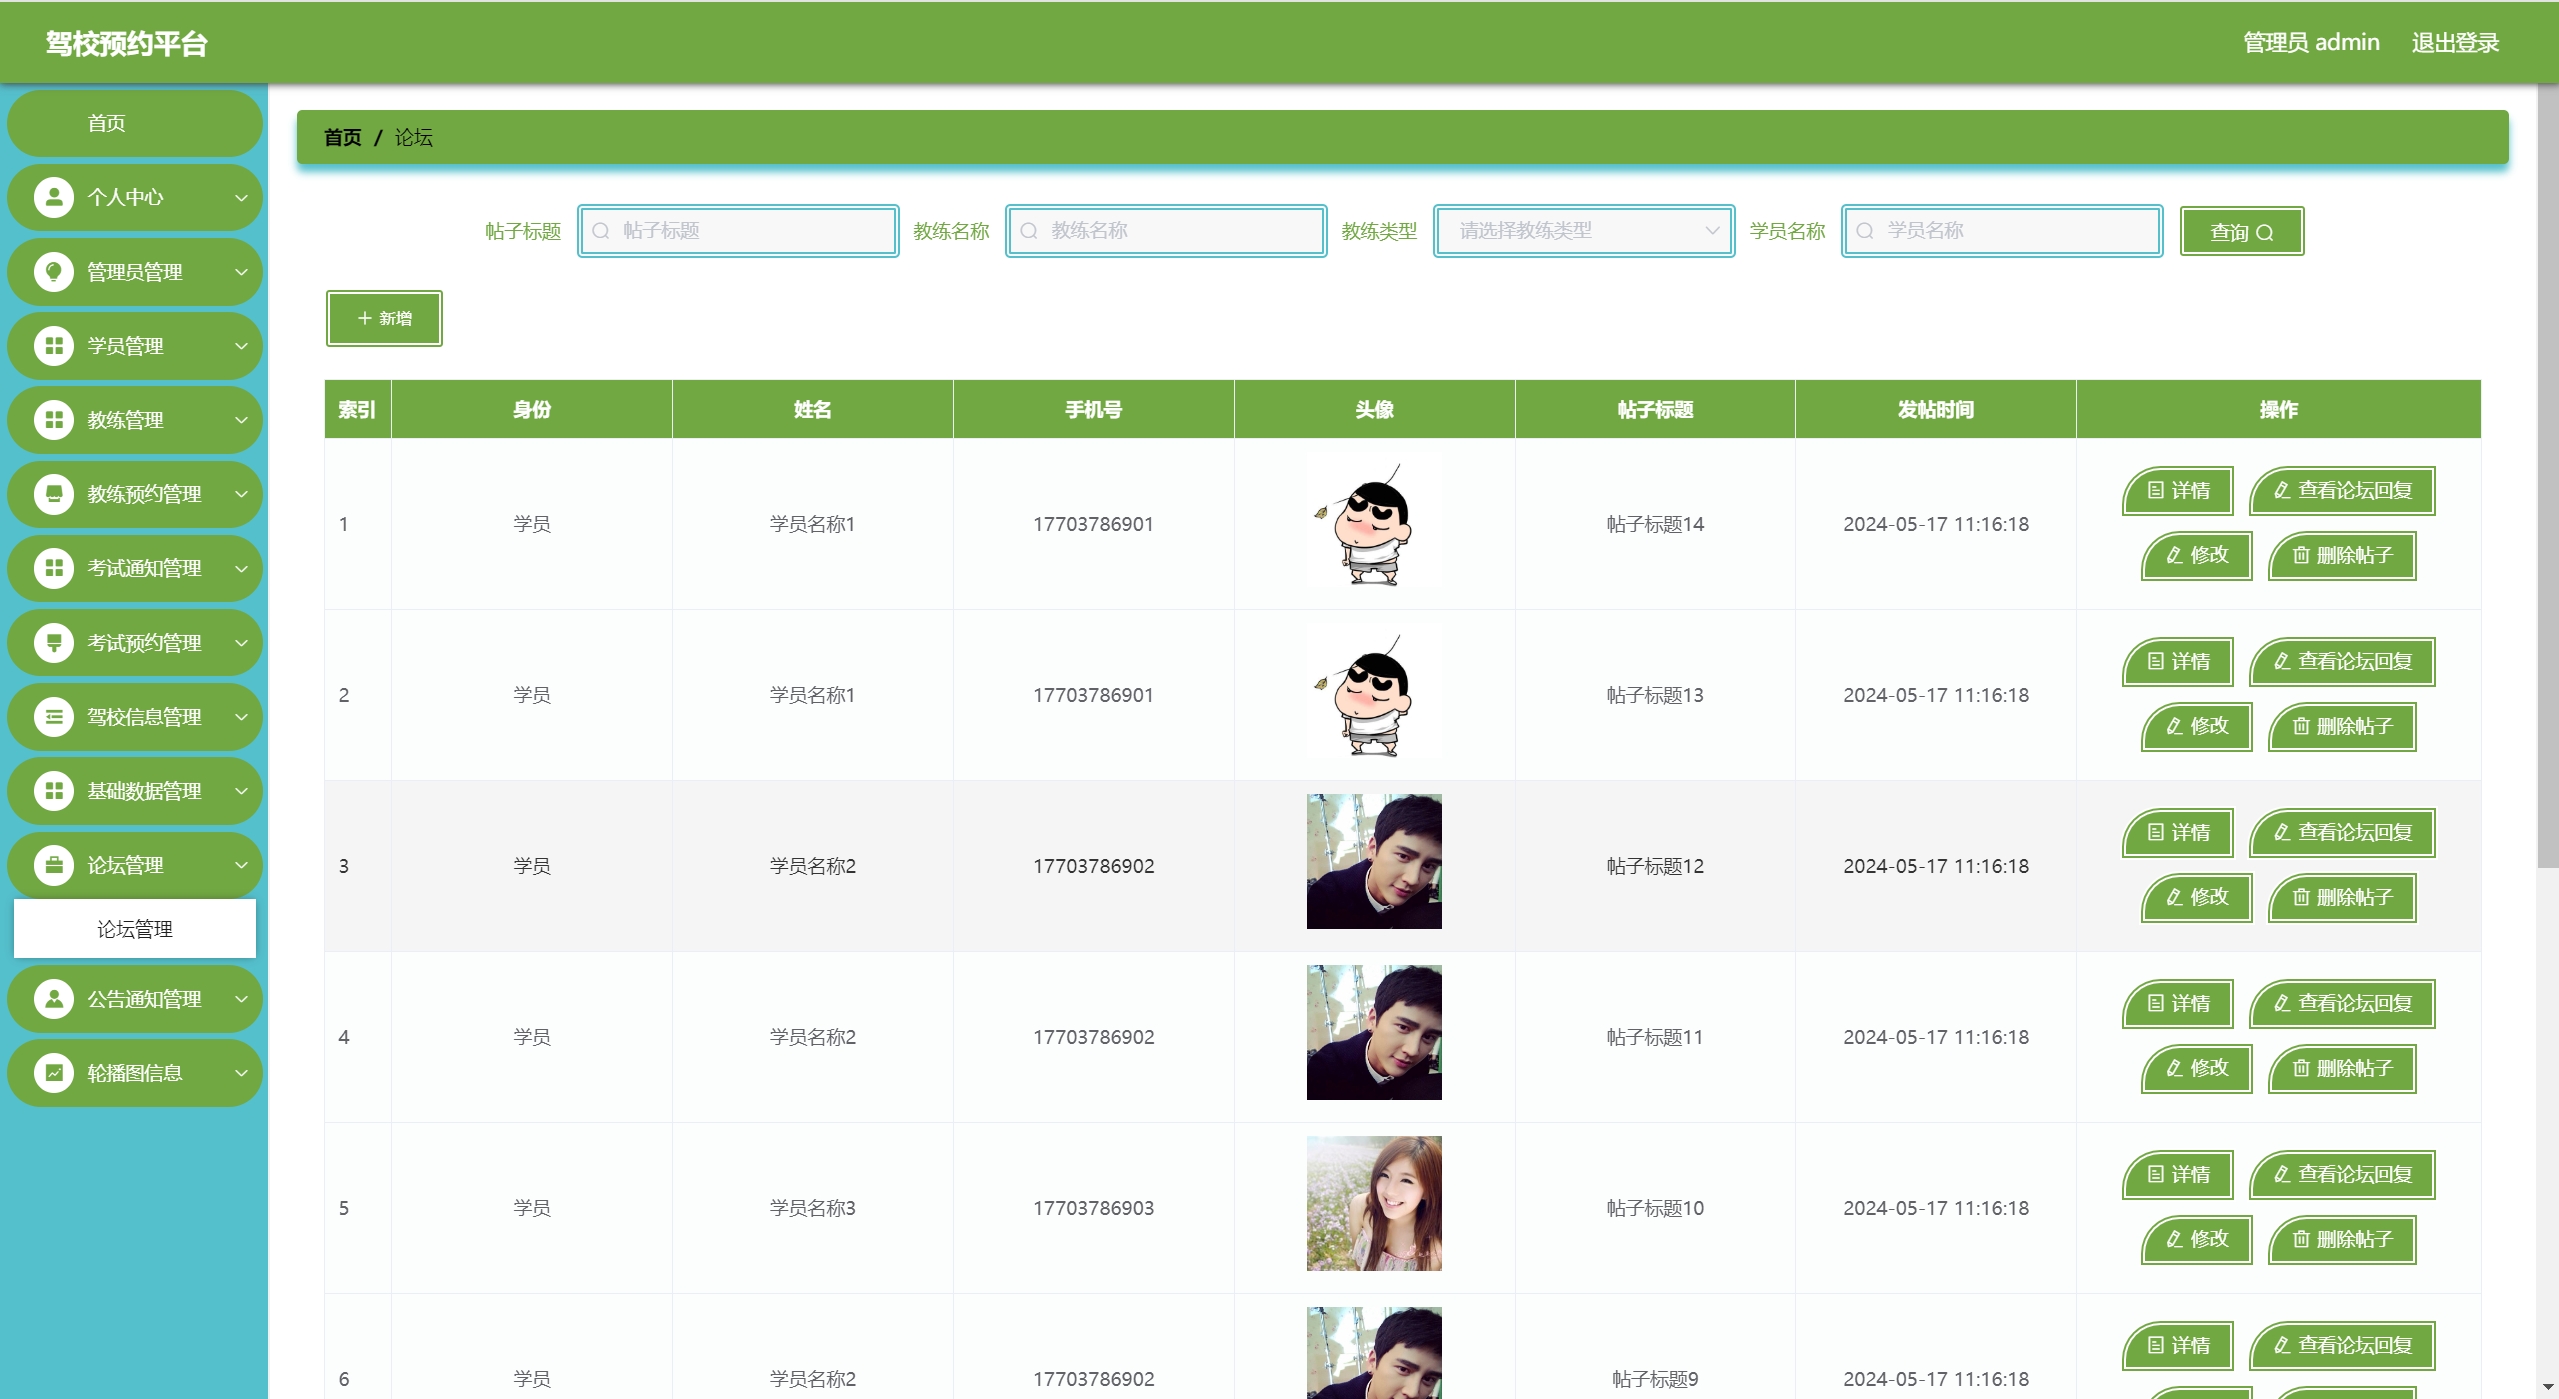 驾校预约平台
管理员 admin 退出登录
首页
个人中心
管理员管理
学员管理
教练管理
教练预约管理
考试通知管理
考试预约管理
驾校信息管理
基础数据管理
论坛管理
论坛管理
公告通知管理
轮播图信息
首页 / 论坛
帖子标题 帖子标题 教练名称 教练名称 教练类型 请选择教练类型 学员名称 学员名称 查询
新增
索引 身份 姓名 手机号 头像 帖子标题 发帖时间 操作
1 学员 学员名称1 17703786901 帖子标题14 2024-05-17 11:16:18 详情 查看论坛回复
修改 删除帖子
2 学员 学员名称1 17703786901 帖子标题13 2024-05-17 11:16:18 详情 查看论坛回复
修改 删除帖子
3 学员 学员名称2 17703786902 帖子标题12 2024-05-17 11:16:18 详情 查看论坛回复
修改 删除帖子
4 学员 学员名称2 17703786902 帖子标题11 2024-05-17 11:16:18 详情 查看论坛回复
修改 删除帖子
5 学员 学员名称3 17703786903 帖子标题10 2024-05-17 11:16:18 详情 查看论坛回复
修改 删除帖子
6 学员 学员名称2 17703786902 帖子标题9 2024-05-17 11:16:18 详情 查看论坛回复